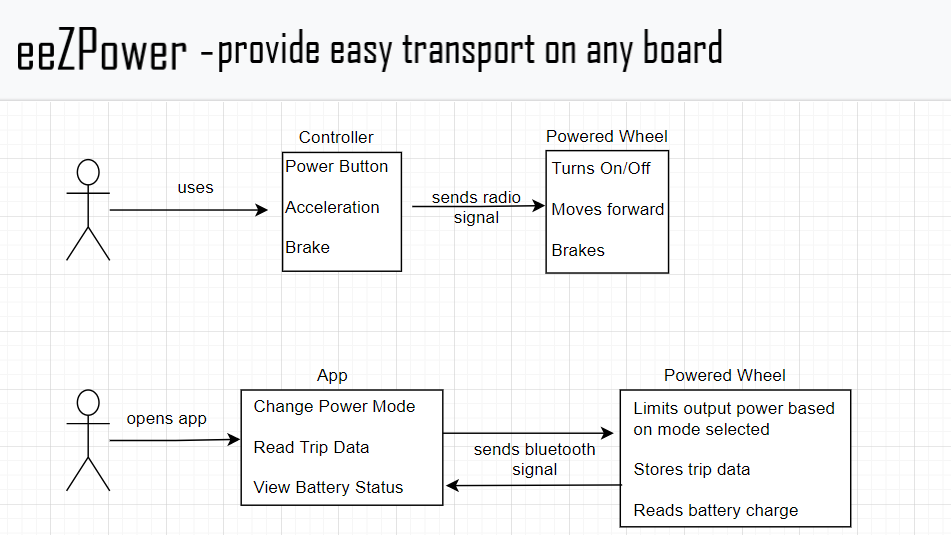 eeZPower - provide easy transport on any board
Controller
Powered Wheel
Power Button
Acceleration
Brake
uses
sends radio
signal
Turns On/Off
Moves forward
Brakes
App
Powered Wheel
opens app
Change Power Mode
Read Trip Data
View Battery Status
sends bluetooth
signal
Limits output power based
on mode selected
Stores trip data
Reads battery charge